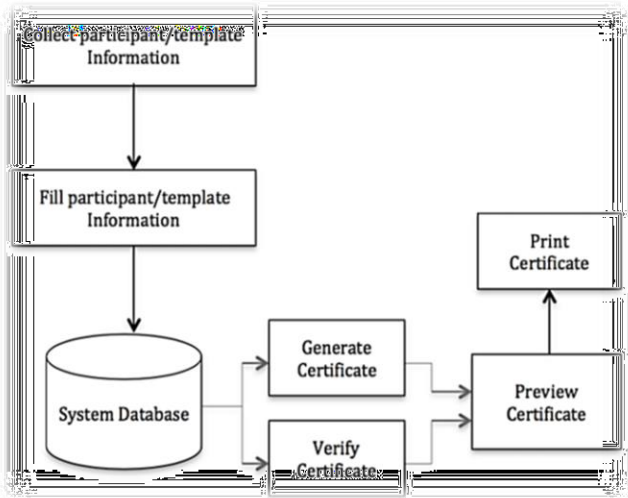 Collect participant/template
Information
Fill participant/template
Information
Print
Certificate
Generate
Certificate
System Database
Preview
Certificate
Verify
Certificate